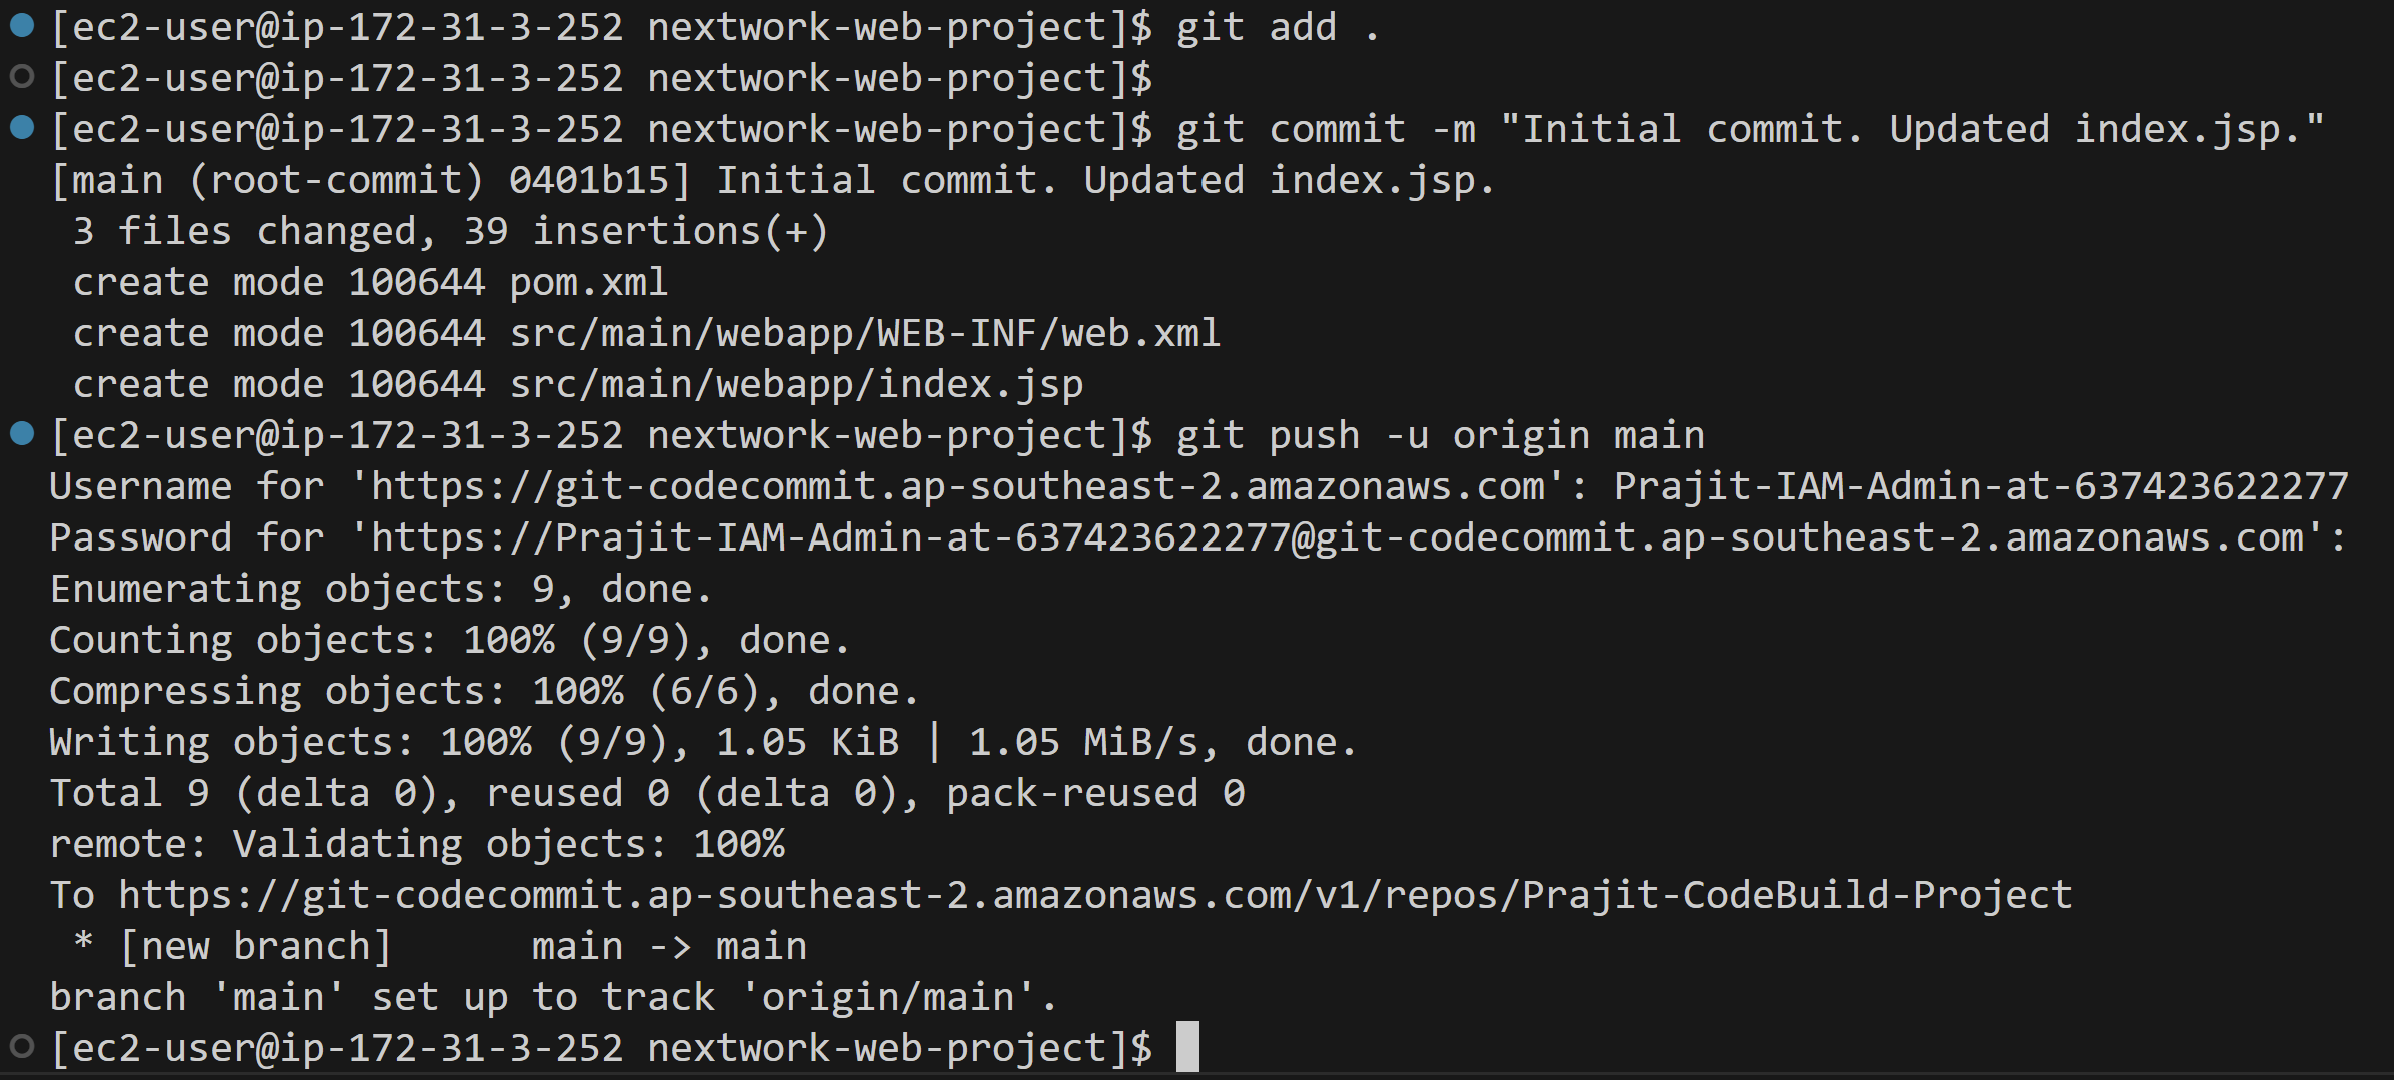 [ec2-user@ip-172-31-3-252 nextwork-web-project]$ git add .
[ec2-user@ip-172-31-3-252 nextwork-web-project]$
[ec2-user@ip-172-31-3-252 nextwork-web-project]$ git commit -m "Initial commit. Updated index.jsp."
[main (root-commit) 0401b15] Initial commit. Updated index.jsp.
 3 files changed, 39 insertions(+)
 create mode 100644 pom.xml
 create mode 100644 src/main/webapp/WEB-INF/web.xml
 create mode 100644 src/main/webapp/index.jsp
[ec2-user@ip-172-31-3-252 nextwork-web-project]$ git push -u origin main
Username for 'https://git-codecommit.ap-southeast-2.amazonaws.com': Prajit-IAM-Admin-at-637423622277
Password for 'https://Prajit-IAM-Admin-at-637423622277@git-codecommit.ap-southeast-2.amazonaws.com':
Enumerating objects: 9, done.
Counting objects: 100% (9/9), done.
Compressing objects: 100% (6/6), done.
Writing objects: 100% (9/9), 1.05 KiB | 1.05 MiB/s, done.
Total 9 (delta 0), reused 0 (delta 0), pack-reused 0
remote: Validating objects: 100%
To https://git-codecommit.ap-southeast-2.amazonaws.com/v1/repos/Prajit-CodeBuild-Project
 * [new branch]      main -> main
branch 'main' set up to track 'origin/main'.
[ec2-user@ip-172-31-3-252 nextwork-web-project]$